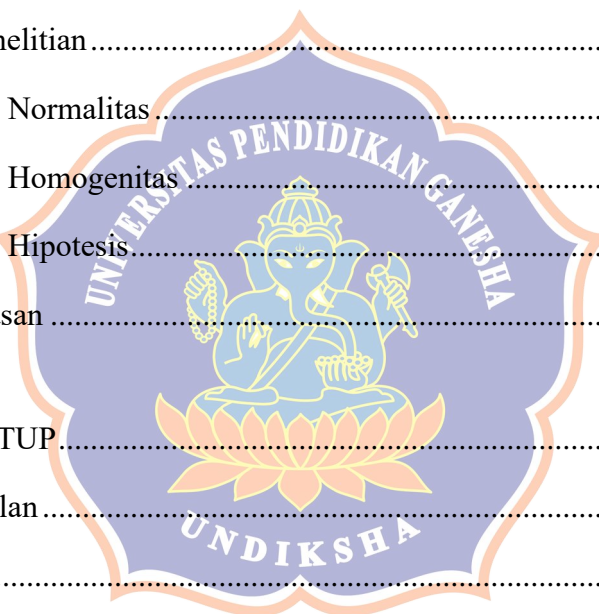 nelitian................................................................
Normalitas................................................................
Homogenitas................................................................
Hipotesis................................................................
san ................................................................
TUP................................................................
lan................................................................
................................................................
UNIVERSITAS PENDIDIKAN GANESHA
UNDIKSHA